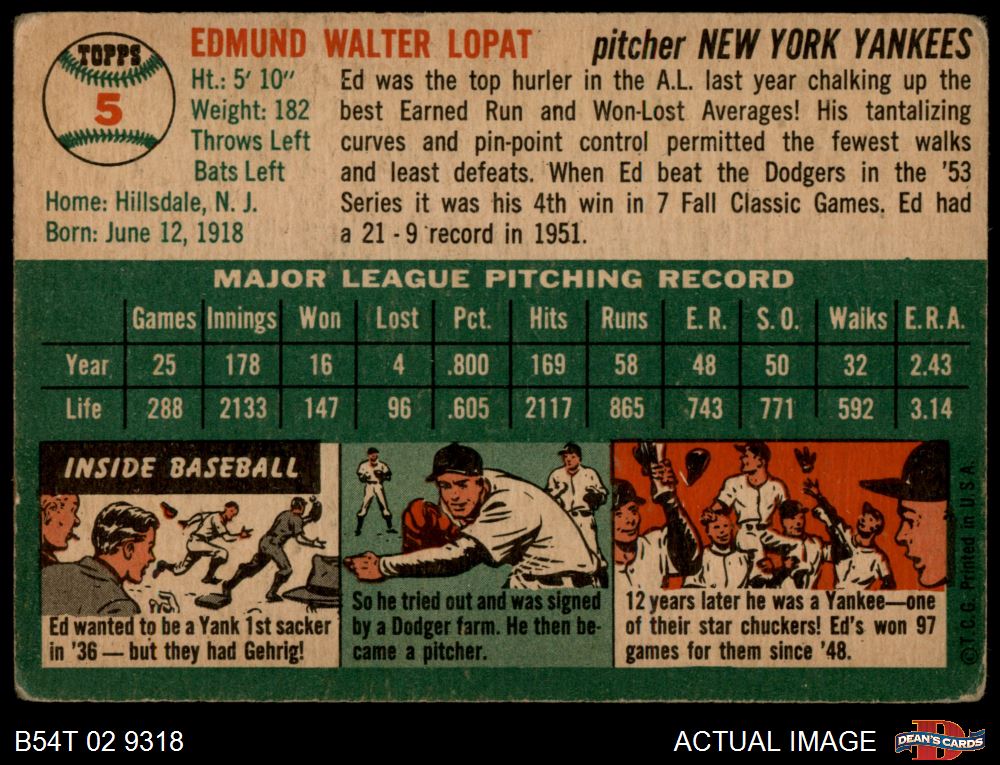 TOPPS
5
EDMUND WALTER LOPAT pitcher NEW YORK YANKEES
Ht.: 5' 10"
Weight: 182
Throws Left
Bats Left
Home: Hillsdale, N. J.
Born: June 12, 1918
Ed was the top hurler in the A.L. last year chalking up the
best Earned Run and Won-Lost Averages! His tantalizing
curves and pin-point control permitted the fewest walks
and least defeats. When Ed beat the Dodgers in the '53
Series it was his 4th win in 7 Fall Classic Games. Ed had
a 21 - 9 record in 1951.
MAJOR LEAGUE PITCHING RECORD
Games Innings Won Lost Pct. Hits Runs E. R. S. O. Walks E.R.A.
Year 25 178 16 4 .800 169 58 48 50 32 2.43
Life 288 2133 147 96 .605 2117 865 743 771 592 3.14
INSIDE BASEBALL
Ed wanted to be a Yank 1st sacker
in '36 — but they had Gehrig!
So he tried out and was signed
by a Dodger farm. He then be-
came a pitcher.
12 years later he was a Yankee—one
of their star chuckers! Ed's won 97
games for them since '48.
© T. C. G. Printed in U. S. A.
B54T 02 9318
ACTUAL IMAGE
DEAN'S CARDS